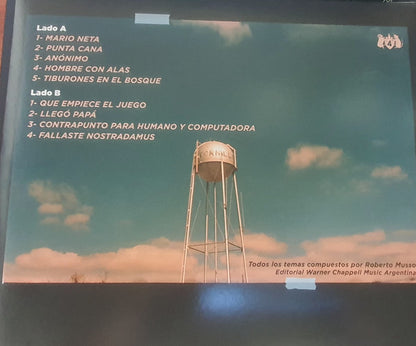 Lado A
1- MARIO NETA
2- PUNTA CANA
3- ANÓNIMO
4- HOMBRE CON ALAS
5- TIBURONES EN EL BOSQUE
Lado B
1- QUE EMPIECE EL JUEGO
2- LLEGÓ PAPÁ
3- CONTRAPUNTO PARA HUMANO Y COMPUTADORA
4- FALLASTE NOSTRADAMUS
4
Todos los temas compuestos por Roberto Musso
Editorial Warner Chappell Music Argentina